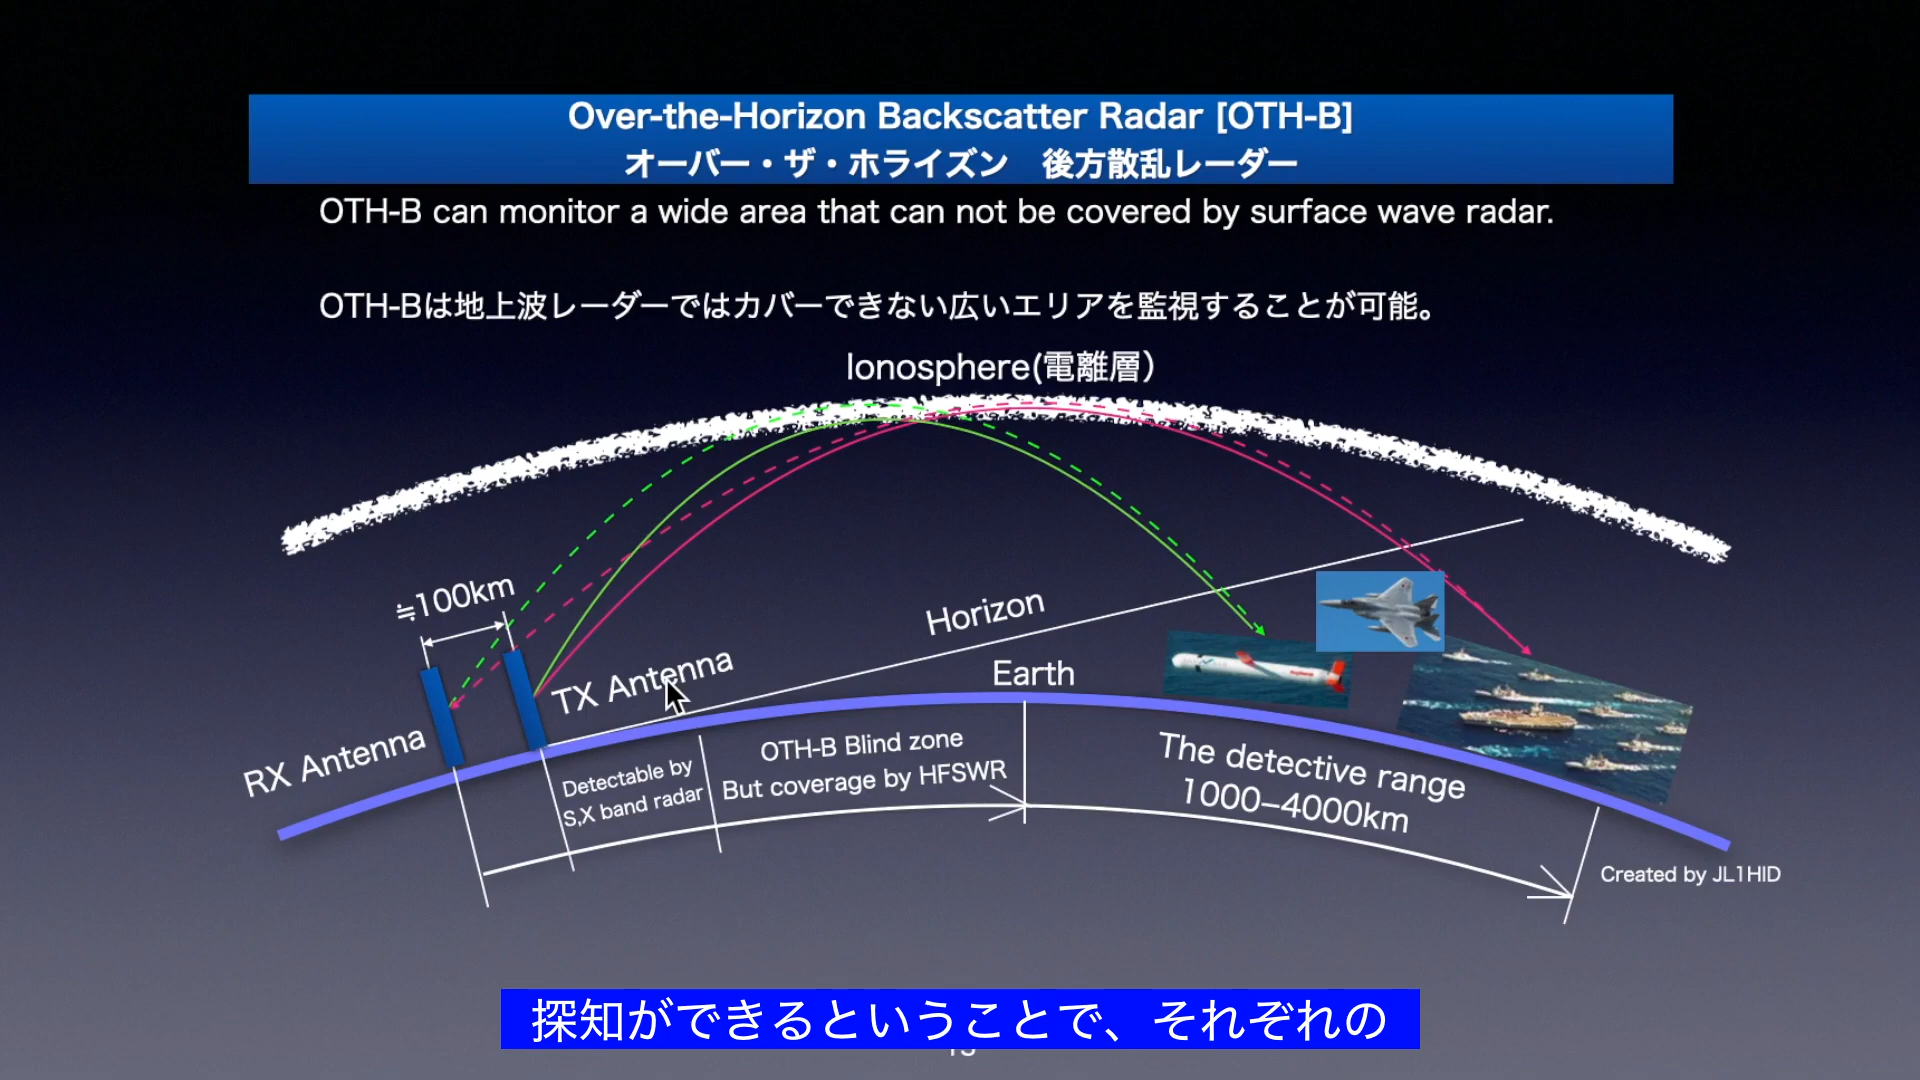 Over-the-Horizon Backscatter Radar [OTH-B]
オーバー・ザ・ホライズン　後方散乱レーダー
OTH-B can monitor a wide area that can not be covered by surface wave radar.
OTH-Bは地上波レーダーではカバーできない広いエリアを監視することが可能。
Ionosphere(電離層）
≒100km
Horizon
TX Antenna
Earth
RX Antenna
Detectable by
S,X band radar
OTH-B Blind zone
But coverage by HFSWR
The detective range
1000–4000km
Created by JL1HID
探知ができるということで、それぞれの